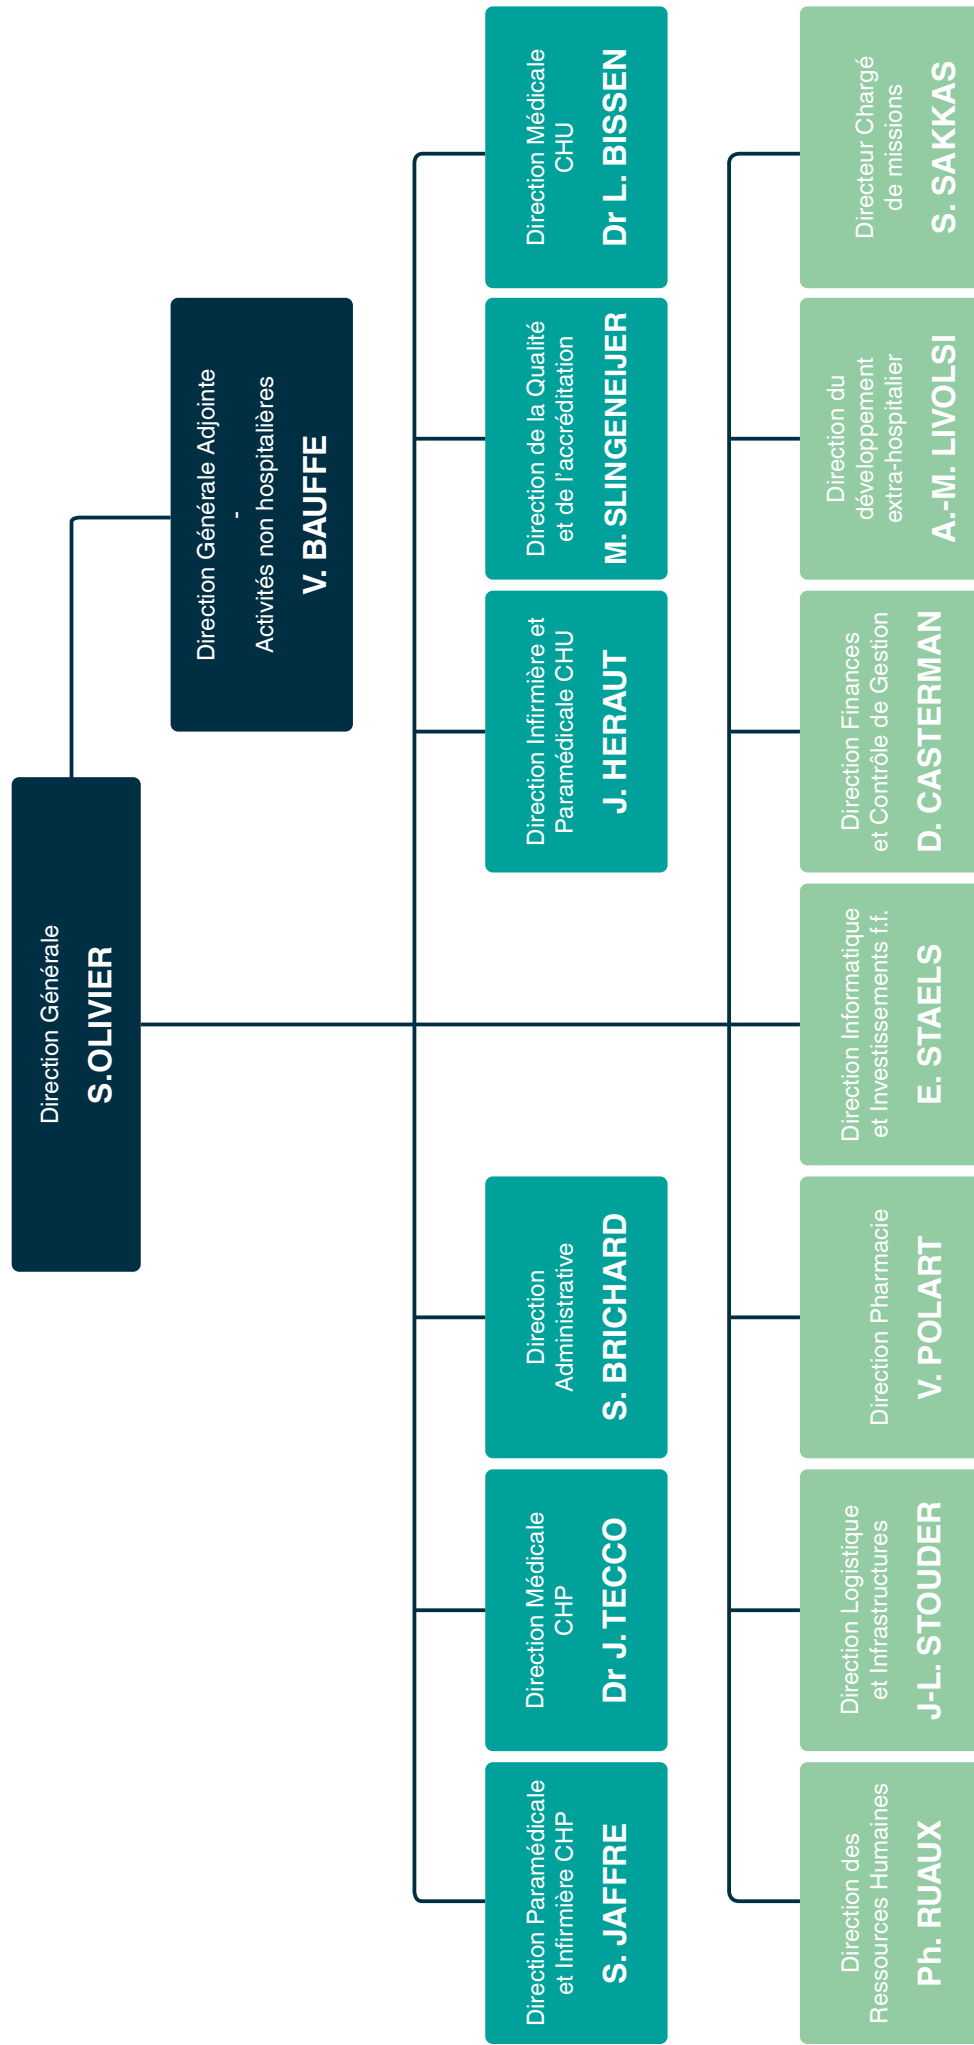 Direction Générale
S.OLIVIER
Direction Générale Adjointe
-
Activités non hospitalières
V. BAUFFE
Direction Paramédicale
et Infirmière CHP
S. JAFFRE
Direction Médicale
CHP
Dr J. TECCO
Direction
Administrative
S. BRICHARD
Direction Infirmière et
Paramédicale CHU
J. HERAUT
Direction de la Qualité
et de l'accréditation
M. SLINGENEIJER
Direction Médicale
CHU
Dr L. BISSEN
Direction des
Ressources Humaines
Ph. RUAUX
Direction Logistique
et Infrastructures
J-L. STOUDER
Direction Pharmacie
V. POLART
Direction Informatique
et Investissements f.f.
E. STAELS
Direction Finances
et Contrôle de Gestion
D. CASTERMAN
Direction du
développement
extra-hospitalier
A.-M. LIVOLSI
Directeur Chargé
de missions
S. SAKKAS